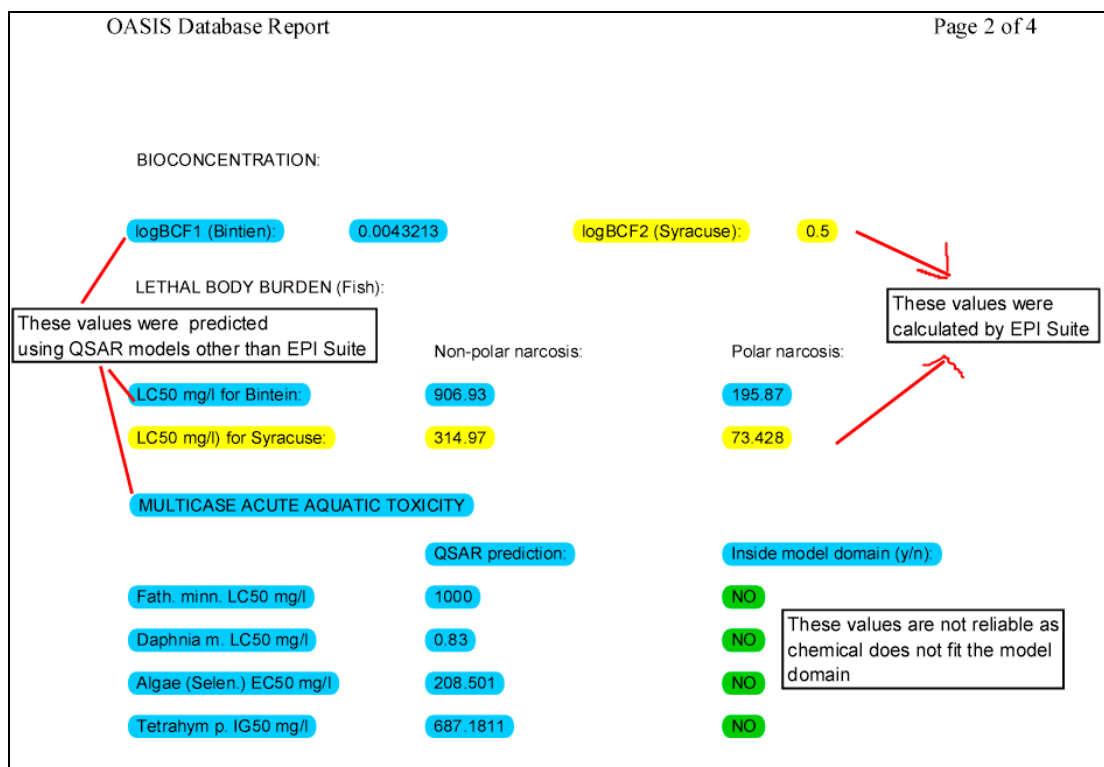 OASIS Database Report Page 2 of 4
BIOCONCENTRATION:
logBCF1 (Bintien): 0.0043213 logBCF2 (Syracuse): 0.5
LETHAL BODY BURDEN (Fish):
These values were predicted
using QSAR models other than EPI Suite
These values were
calculated by EPI Suite
Non-polar narcosis: Polar narcosis:
LC50 mg/l for Bintein: 906.93 195.87
LC50 mg/l) for Syracuse: 314.97 73.428
MULTICASE ACUTE AQUATIC TOXICITY
QSAR prediction: Inside model domain (y/n):
Fath. minn. LC50 mg/l 1000 NO
Daphnia m. LC50 mg/l 0.83 NO
Algae (Selen.) EC50 mg/l 208.501 NO
Tetrahym p. IG50 mg/l 687.1811 NO
These values are not reliable as
chemical does not fit the model
domain